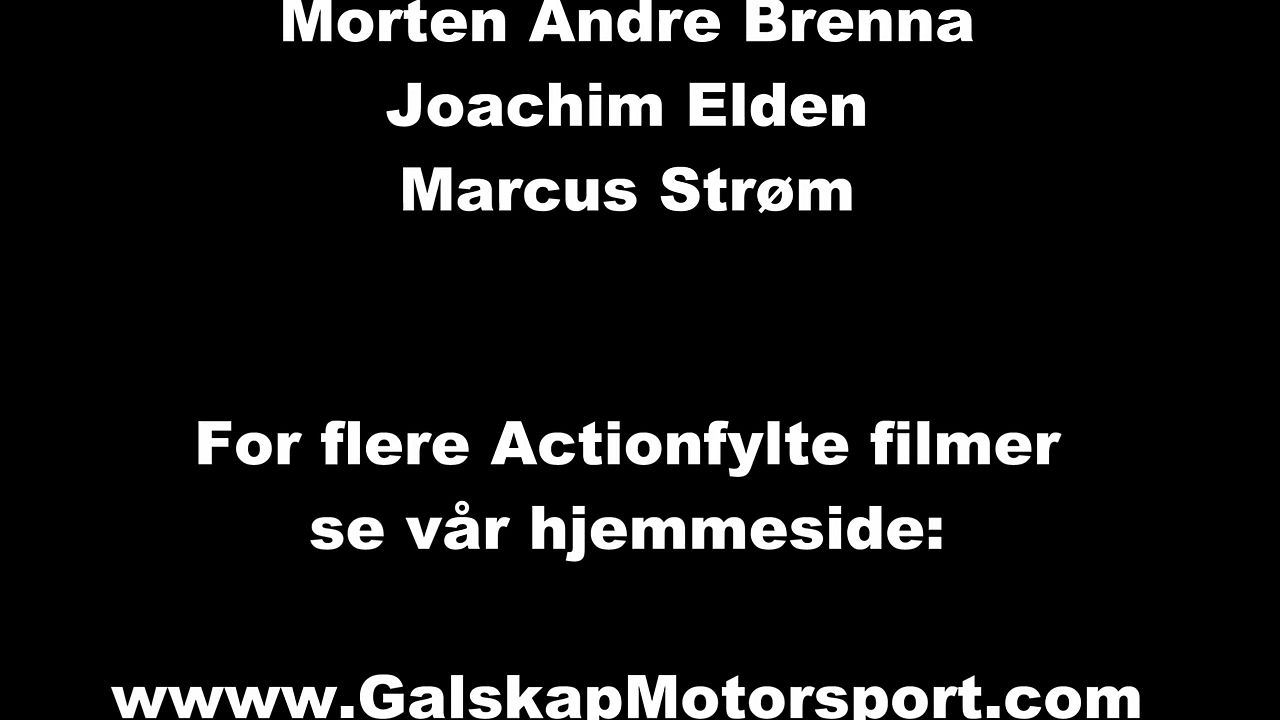 Morten Andre Brenna
Joachim Elden
Marcus Strøm
For flere Actionfylte filmer
se vår hjemmeside:
wwww.GalskapMotorsport.com